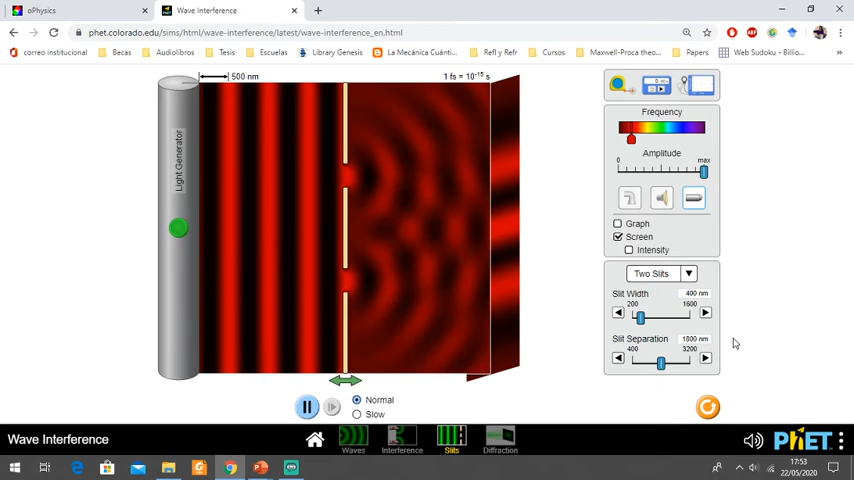 oPhysics
Wave Interference
phet.colorado.edu/sims/html/wave-interference/latest/wave-interference_en.html
correo institucional
Becas
Audiolibros
Tesis
Escuelas
Library Genesis
La Mecánica Cuánti...
Refl y Refr
Cursos
Maxwell-Proca theo...
Papers
Web Sudoku - Billio...
»
500 nm
1 fs = 10⁻¹⁵ s
Light Generator
Frequency
Amplitude
0 max
Graph
Screen
Intensity
Two Slits
Slit Width 400 nm
200 1600
Slit Separation 1800 nm
400 3200
Normal
Slow
Wave Interference
Waves
Interference
Slits
Diffraction
PhET
17:53
22/05/2020